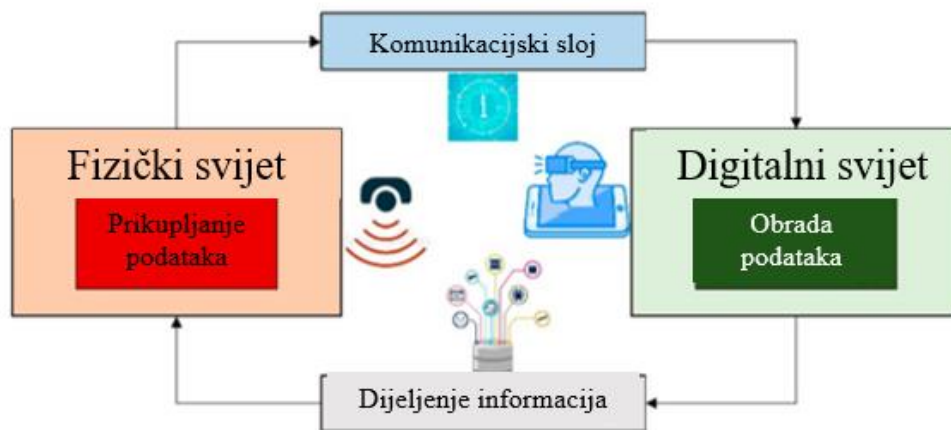 Komunikacijski sloj
Fizički svijet
Prikupljanje
podataka
Digitalni svijet
Obrada
podataka
Dijeljenje informacija